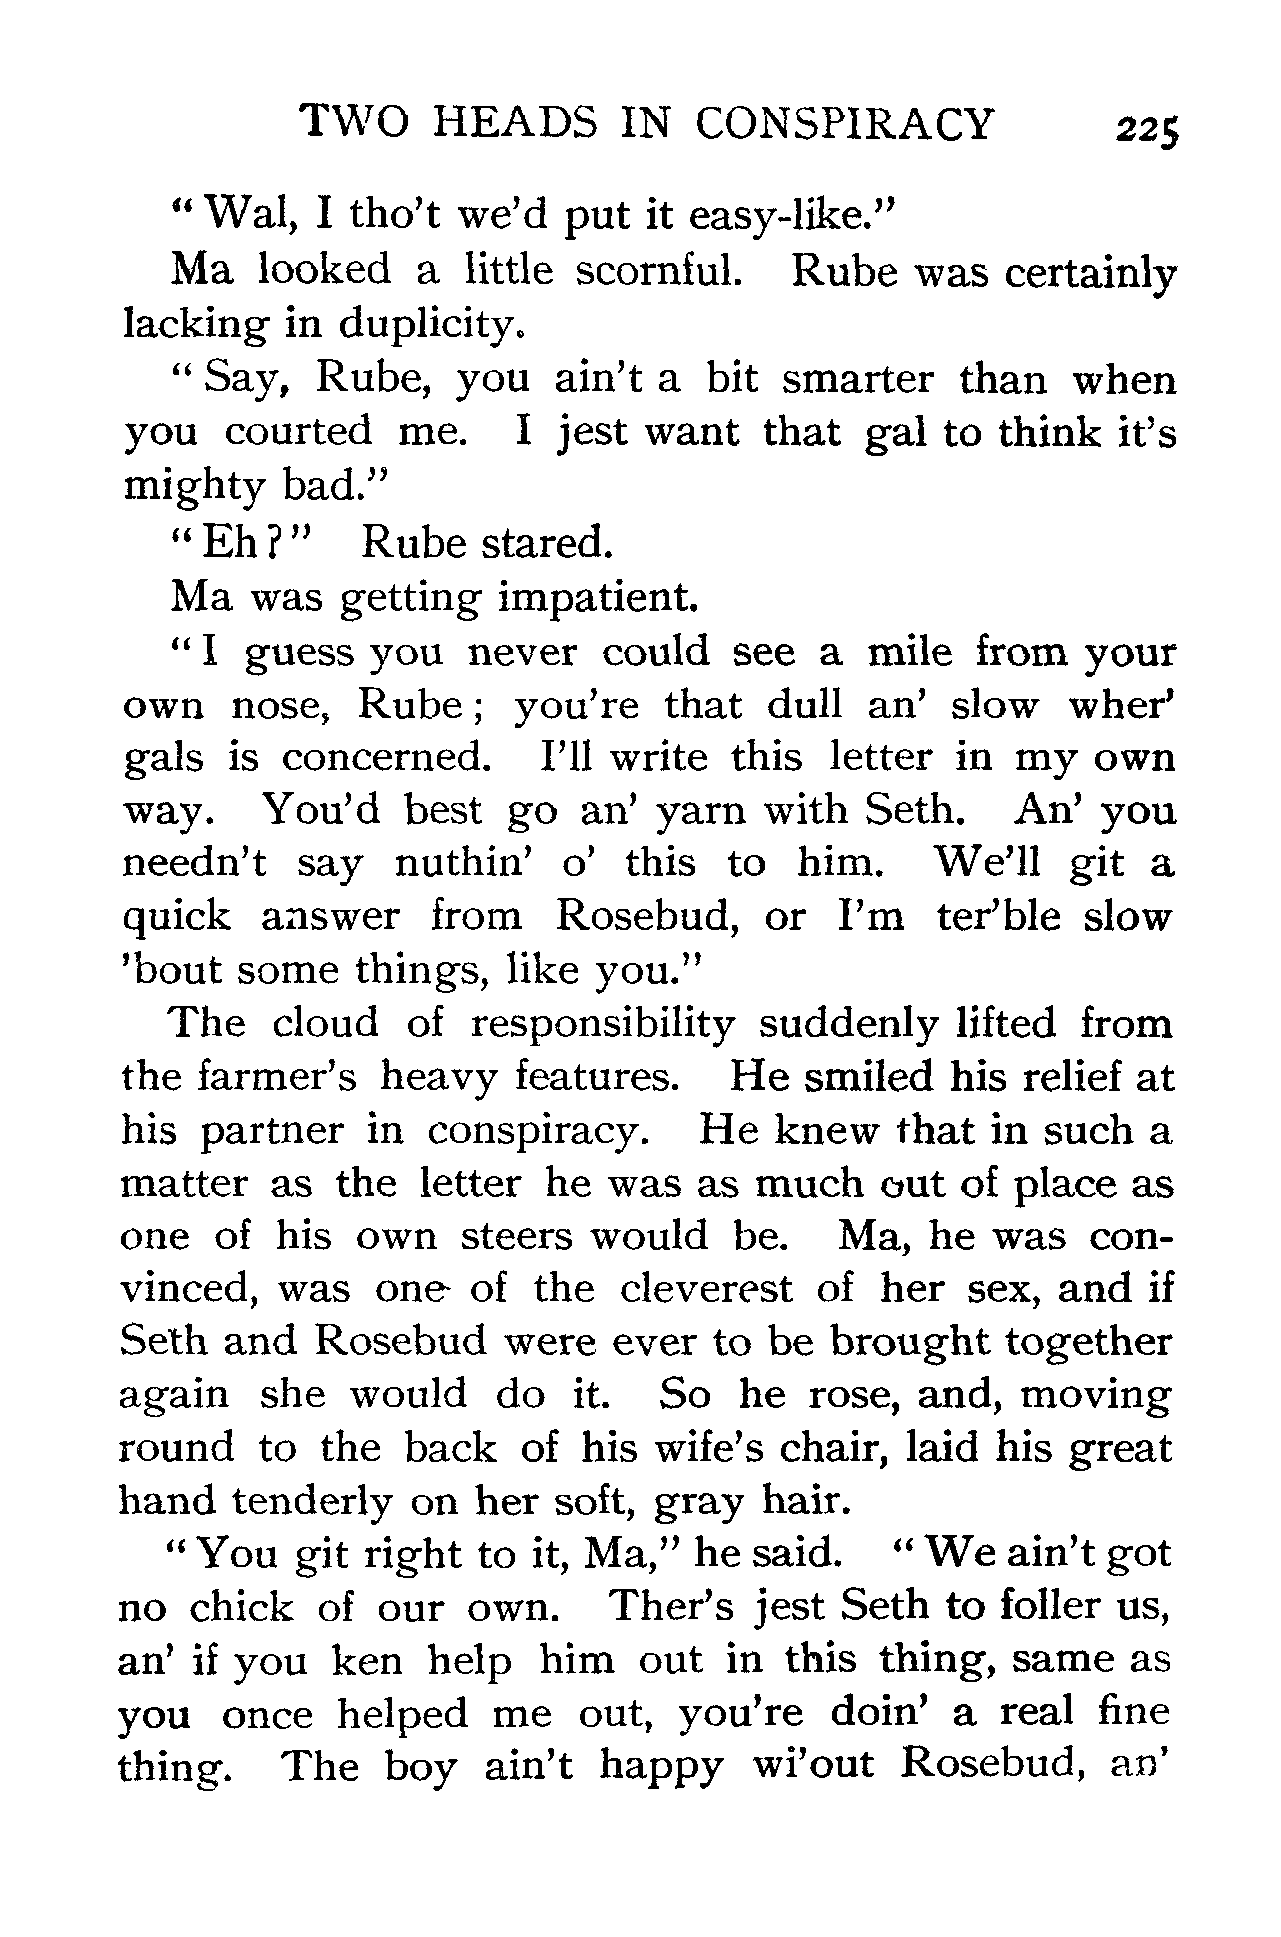 TWO HEADS IN CONSPIRACY 225
“ Wal, I tho’t we’d put it easy-like.”
Ma looked a little scornful. Rube was certainly
lacking in duplicity.
“ Say, Rube, you ain’t a bit smarter than when
you courted me. I jest want that gal to think it’s
mighty bad.”
“ Eh ? ” Rube stared.
Ma was getting impatient.
“ I guess you never could see a mile from your
own nose, Rube ; you’re that dull an’ slow wher’
gals is concerned. I’ll write this letter in my own
way. You’d best go an’ yarn with Seth. An’ you
needn’t say nuthin’ o’ this to him. We’ll git a
quick answer from Rosebud, or I’m ter’ble slow
’bout some things, like you.”
The cloud of responsibility suddenly lifted from
the farmer’s heavy features. He smiled his relief at
his partner in conspiracy. He knew that in such a
matter as the letter he was as much out of place as
one of his own steers would be. Ma, he was con-
vinced, was one of the cleverest of her sex, and if
Seth and Rosebud were ever to be brought together
again she would do it. So he rose, and, moving
round to the back of his wife’s chair, laid his great
hand tenderly on her soft, gray hair.
“ You git right to it, Ma,” he said. “ We ain’t got
no chick of our own. Ther’s jest Seth to foller us,
an’ if you ken help him out in this thing, same as
you once helped me out, you’re doin’ a real fine
thing. The boy ain’t happy wi’out Rosebud, an’